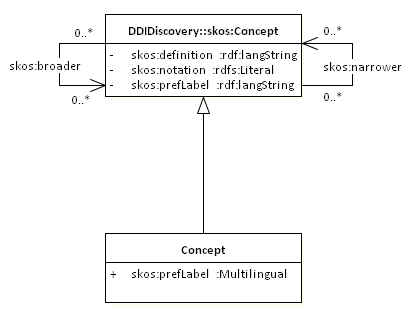 DDIDiscovery::skos:Concept
- skos:definition :rdf:langString
- skos:notation :rdfs:Literal
- skos:prefLabel :rdf:langString
0..*
skos:broader
0..*
0..*
skos:narrower
0..*
Concept
+ skos:prefLabel :Multilingual